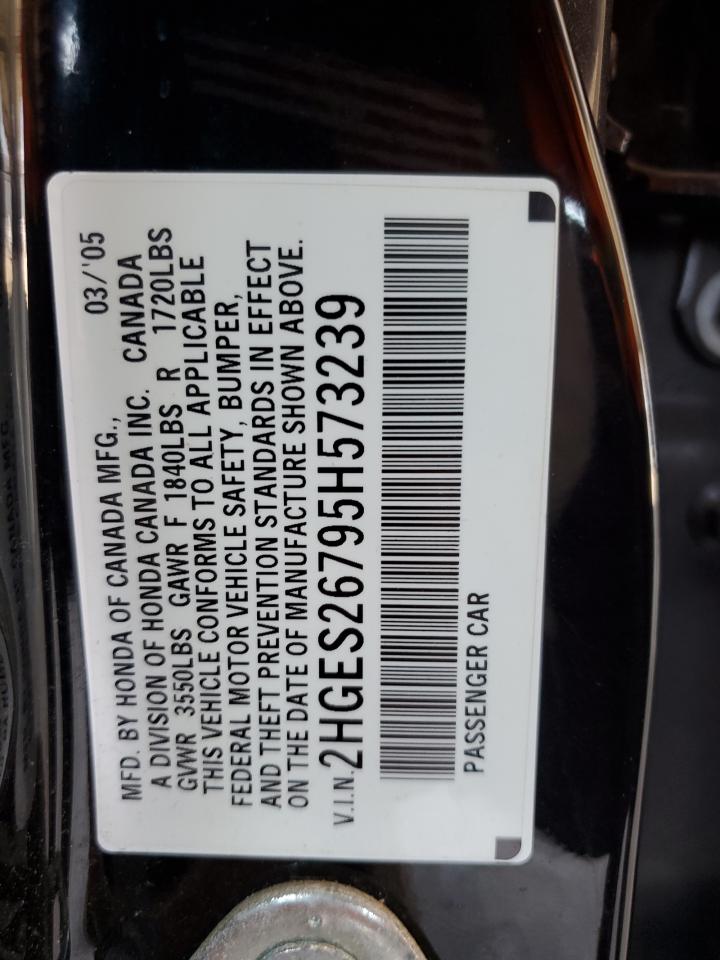 MFD. BY HONDA OF CANADA MFG., 03/'05
A DIVISION OF HONDA CANADA INC. CANADA
GVWR 3550LBS GAWR F 1840LBS R 1720LBS
THIS VEHICLE CONFORMS TO ALL APPLICABLE
FEDERAL MOTOR VEHICLE SAFETY, BUMPER,
AND THEFT PREVENTION STANDARDS IN EFFECT
ON THE DATE OF MANUFACTURE SHOWN ABOVE.
V.I.N. 2HGES26795H573239
PASSENGER CAR